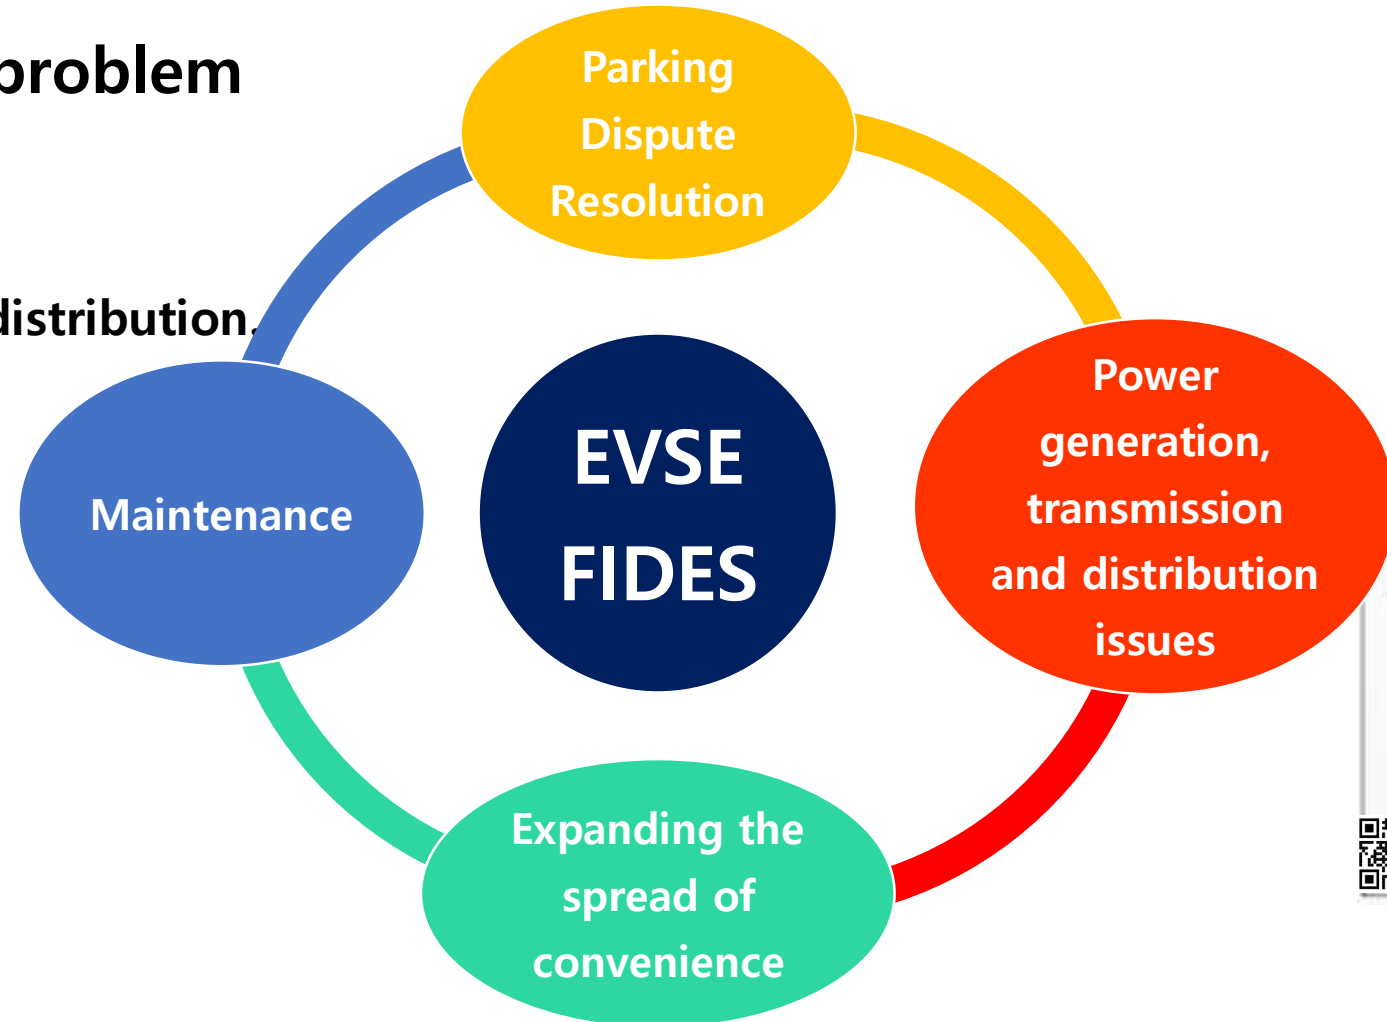 problem
distribution.
Parking
Dispute
Resolution
Power
generation,
transmission
and distribution
issues
EVSE
FIDES
Maintenance
Expanding the
spread of
convenience